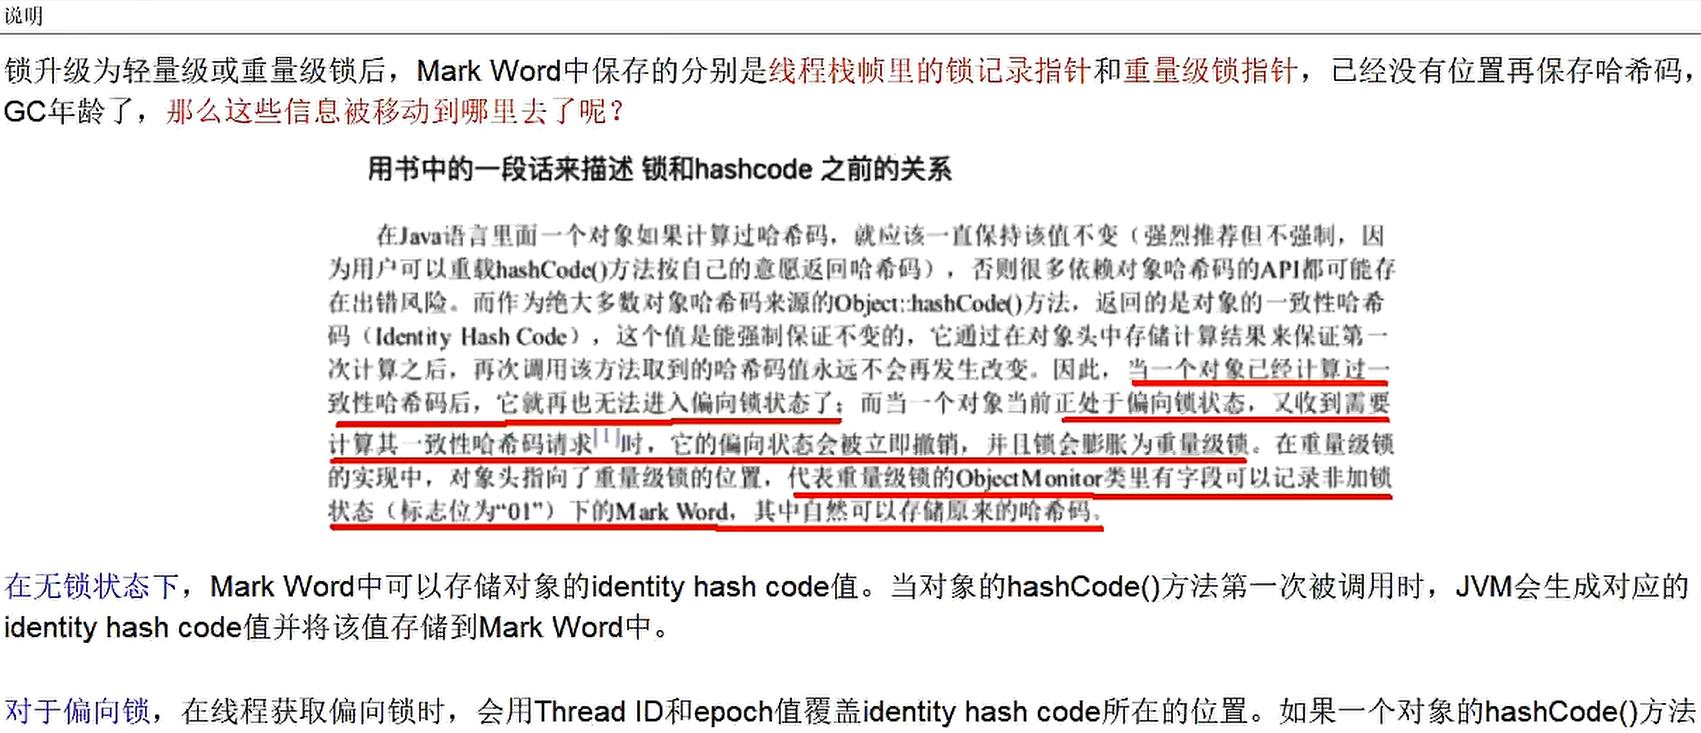 说明
锁升级为轻量级或重量级锁后，Mark Word中保存的分别是线程栈帧里的锁记录指针和重量级锁指针，已经没有位置再保存哈希码，
GC年龄了，那么这些信息被移动到哪里去了呢？
用书中的一段话来描述 锁和hashcode 之前的关系
在Java语言里面一个对象如果计算过哈希码，就应该一直保持该值不变（强烈推荐但不强制，因
为用户可以重载hashCode()方法按自己的意愿返回哈希码），否则很多依赖对象哈希码的API都可能存
在出错风险。而作为绝大多数对象哈希码来源的Object::hashCode()方法，返回的是对象的一致性哈希
码（Identity Hash Code），这个值是能强制保证不变的，它通过在对象头中存储计算结果来保证第一
次计算之后，再次调用该方法取到的哈希码值永远不会再发生改变。因此，当一个对象已经计算过一
致性哈希码后，它就再也无法进入偏向锁状态了；而当一个对象当前正处于偏向锁状态，又收到需要
计算其一致性哈希码请求[1]时，它的偏向状态会被立即撤销，并且锁会膨胀为重量级锁。在重量级锁
的实现中，对象头指向了重量级锁的位置，代表重量级锁的ObjectMonitor类里有字段可以记录非加锁
状态（标志位为“01”）下的Mark Word，其中自然可以存储原来的哈希码。
在无锁状态下，Mark Word中可以存储对象的identity hash code值。当对象的hashCode()方法第一次被调用时，JVM会生成对应的
identity hash code值并将该值存储到Mark Word中。
对于偏向锁，在线程获取偏向锁时，会用Thread ID和epoch值覆盖identity hash code所在的位置。如果一个对象的hashCode()方法